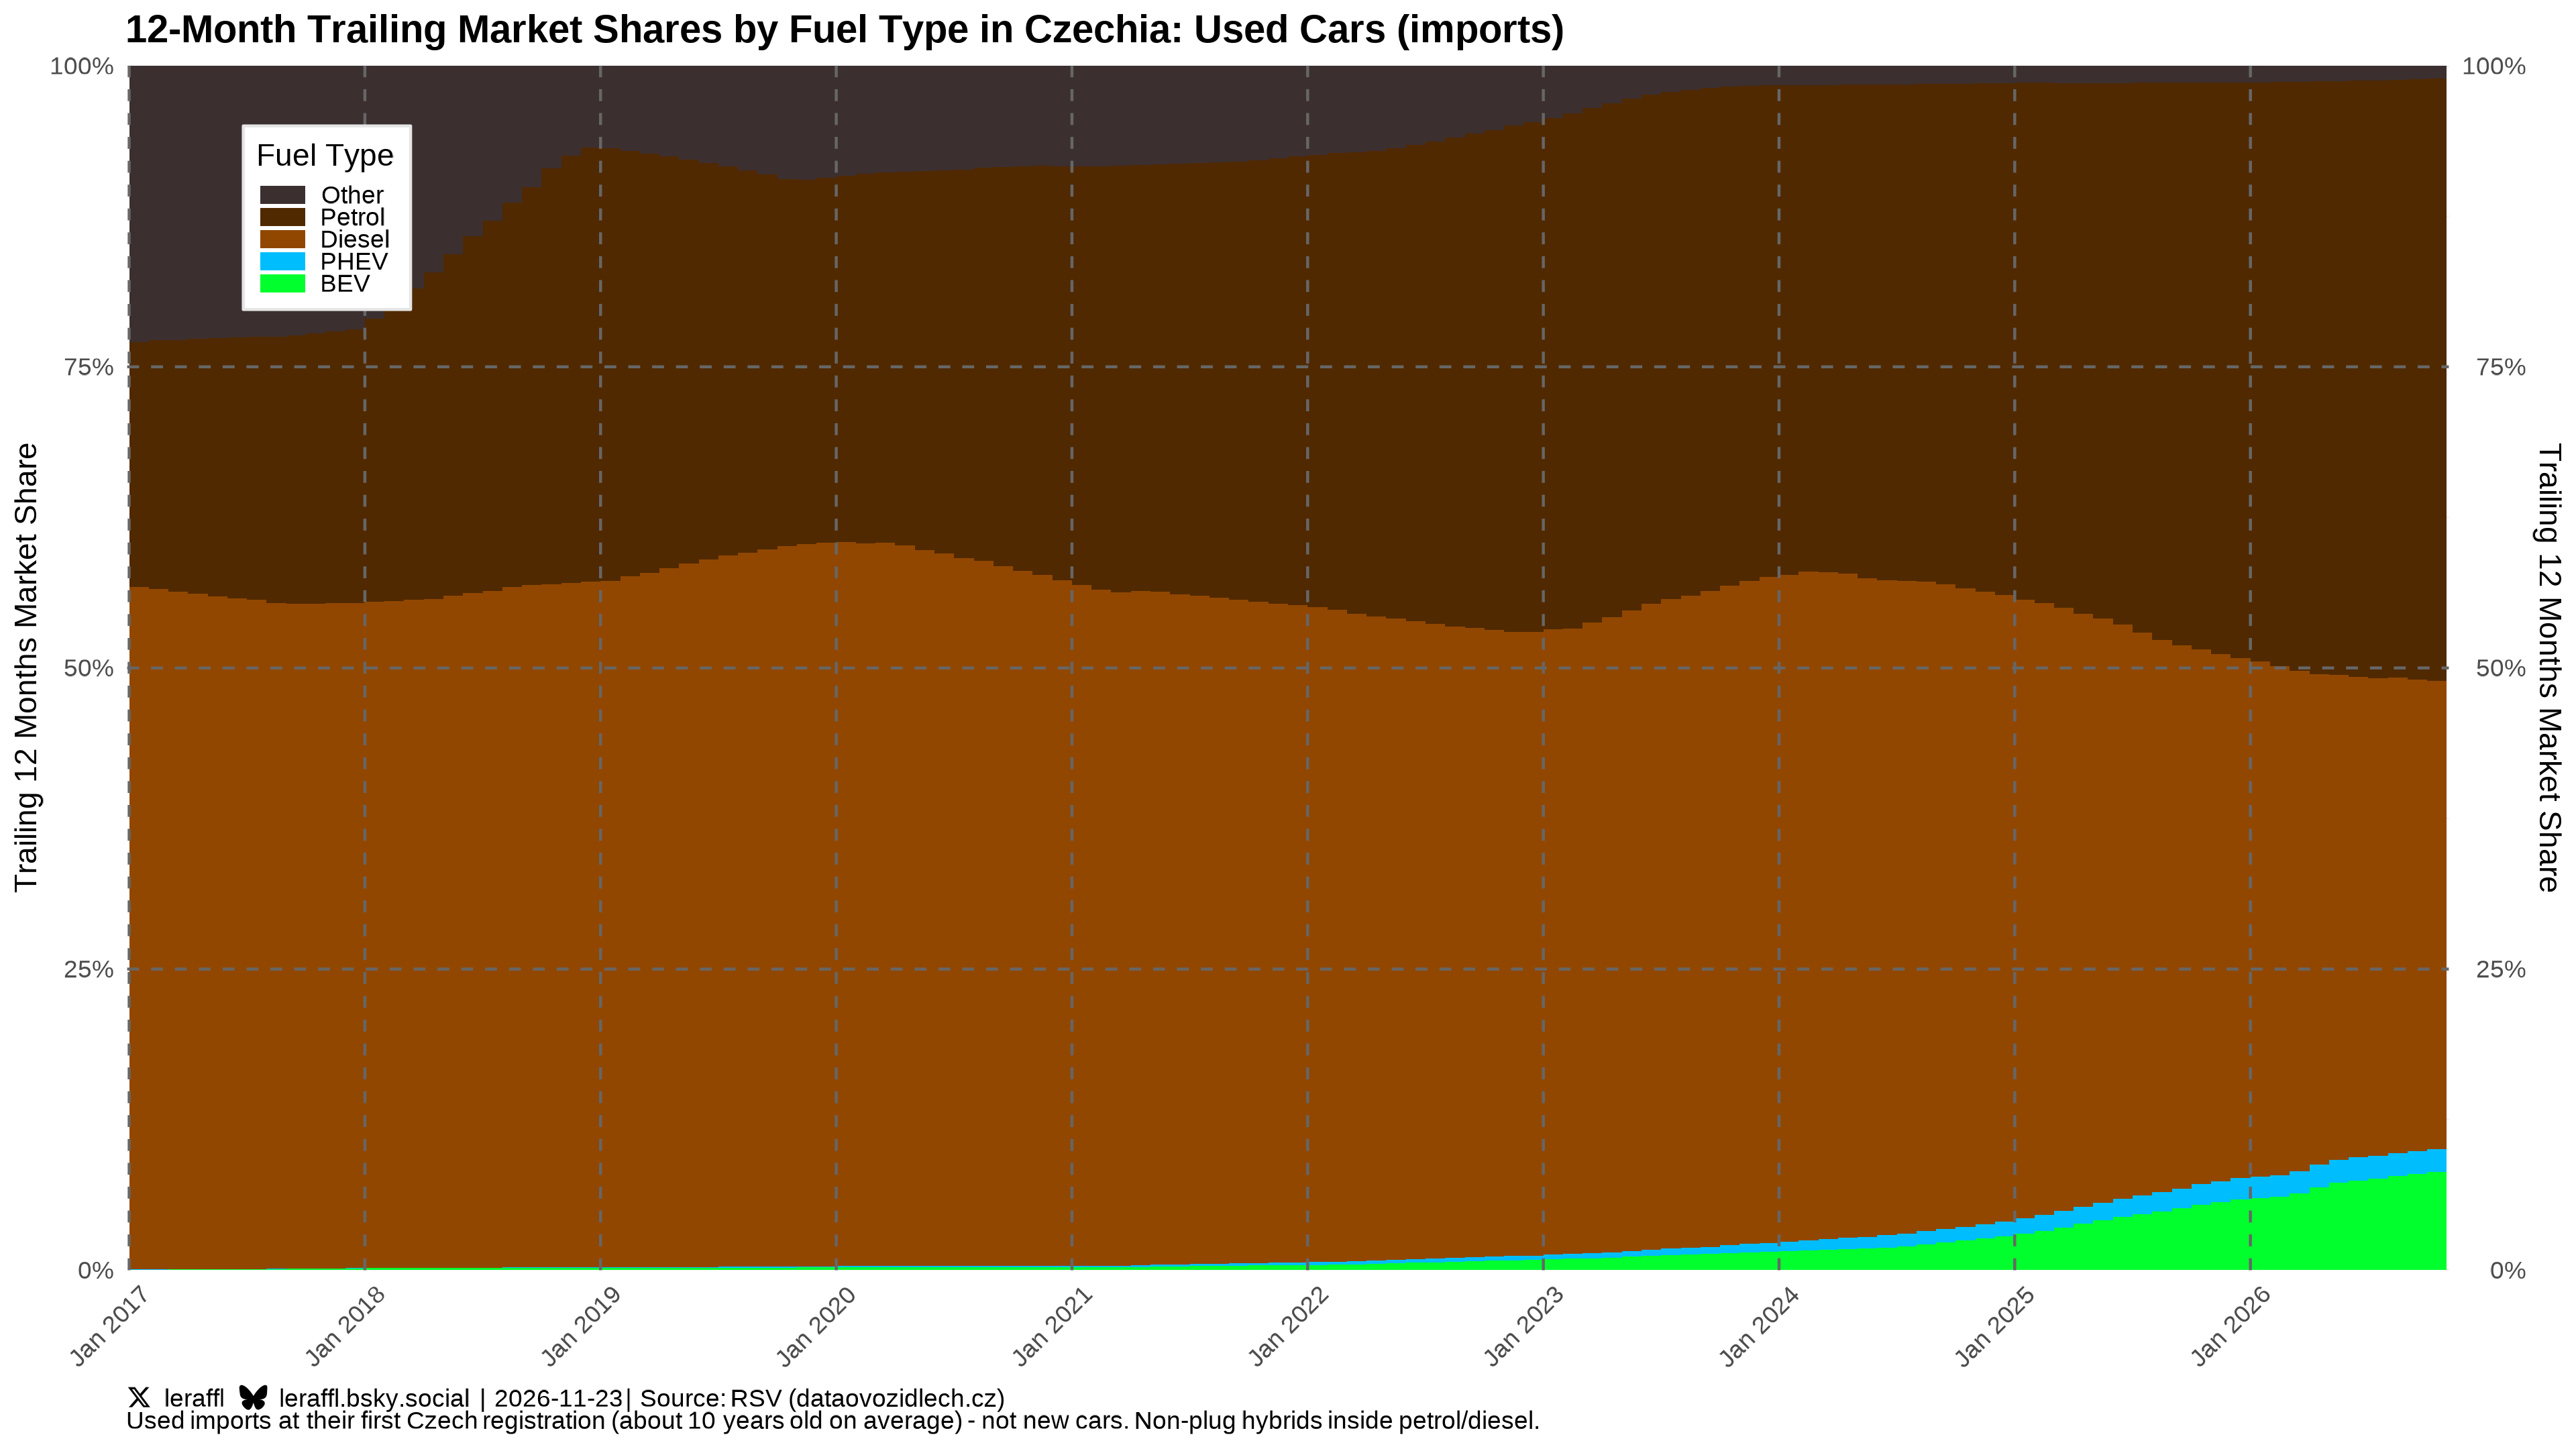 12-Month Trailing Market Shares by Fuel Type in Czechia: Used Cars (imports)
100%
100%
Fuel Type
Other
Petrol
Diesel
PHEV
BEV
75%
75%
Trailing 12 Months Market Share
Trailing 12 Months Market Share
50%
50%
25%
25%
0%
0%
Jan 2017
Jan 2018
Jan 2019
Jan 2020
Jan 2021
Jan 2022
Jan 2023
Jan 2024
Jan 2025
Jan 2026
leraffl leraffl.bsky.social | 2026-11-23| Source: RSV (dataovozidlech.cz)
Used imports at their first Czech registration (about 10 years old on average) - not new cars. Non-plug hybrids inside petrol/diesel.